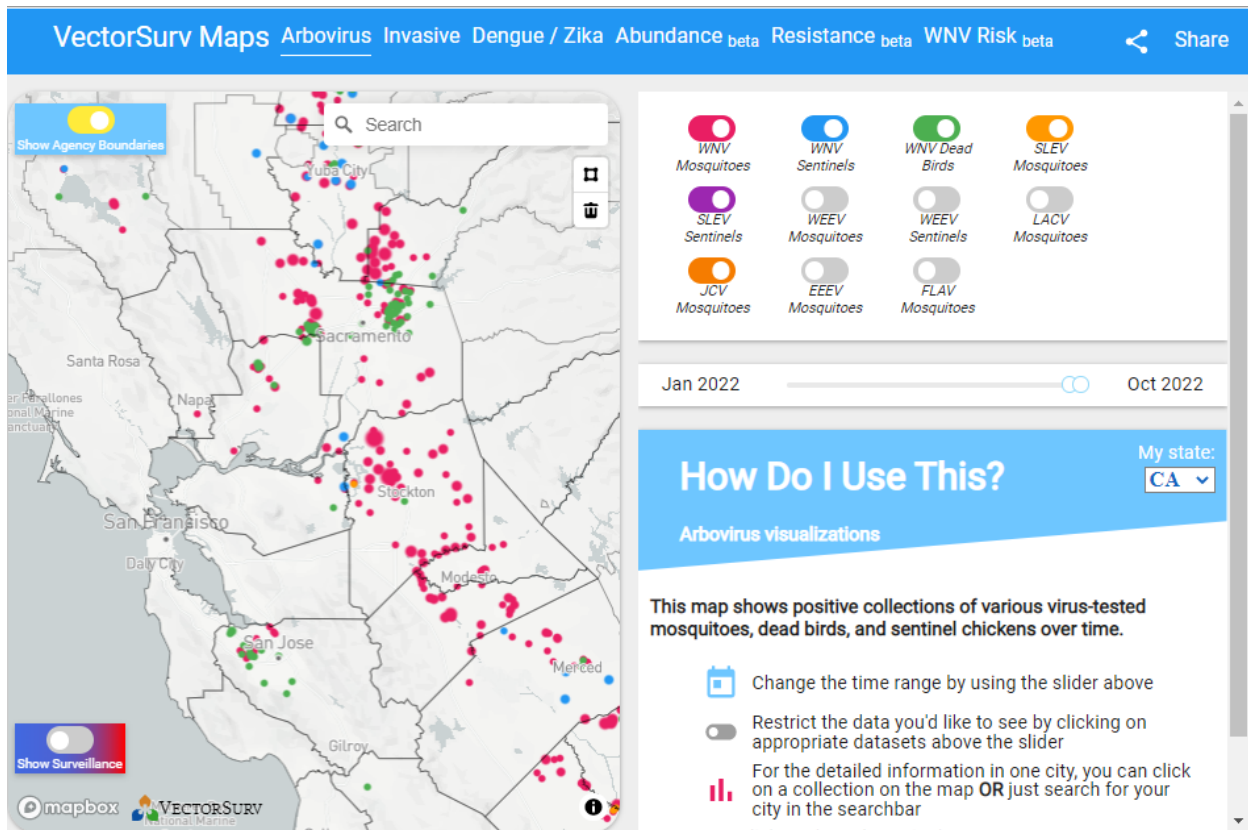 VectorSurv Maps Arbovirus Invasive Dengue / Zika Abundance beta Resistance beta WNV Risk beta Share
Show Agency Boundaries
Search
Yuba City
Sacramento
Santa Rosa
Napa
Stockton
San Francisco
Daly City
Modesto
San Jose
Merced
Gilroy
Show Surveillance
mapbox
VECTORSURV
National Marine
WNV Mosquitoes
WNV Sentinels
WNV Dead Birds
SLEV Mosquitoes
SLEV Sentinels
WEEV Mosquitoes
WEEV Sentinels
LACV Mosquitoes
JCV Mosquitoes
EEEV Mosquitoes
FLAV Mosquitoes
Jan 2022
Oct 2022
How Do I Use This?
My state:
CA
Arbovirus visualizations
This map shows positive collections of various virus-tested
mosquitoes, dead birds, and sentinel chickens over time.
Change the time range by using the slider above
Restrict the data you'd like to see by clicking on
appropriate datasets above the slider
For the detailed information in one city, you can click
on a collection on the map OR just search for your
city in the searchbar